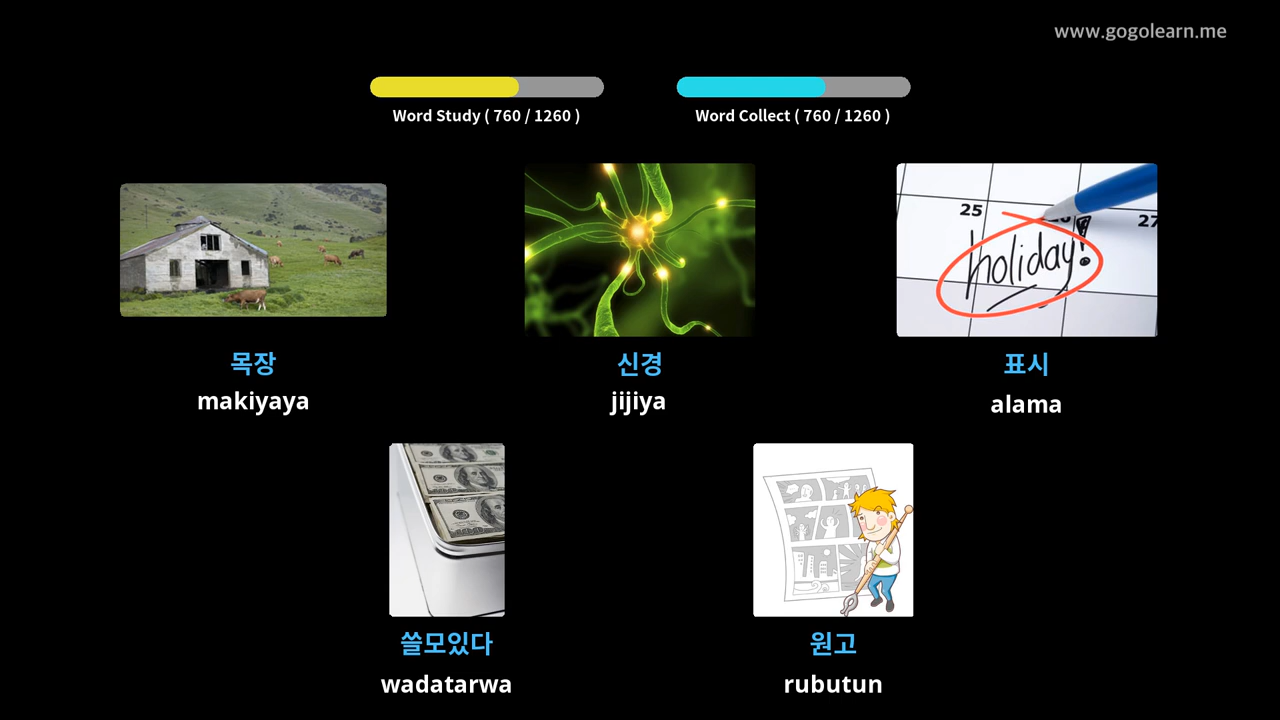 www.gogolearn.me
Word Study ( 760 / 1260 )
Word Collect ( 760 / 1260 )
25
27
holiday!
목장
신경
표시
makiyaya
jijiya
alama
쓸모있다
원고
wadatarwa
rubutun